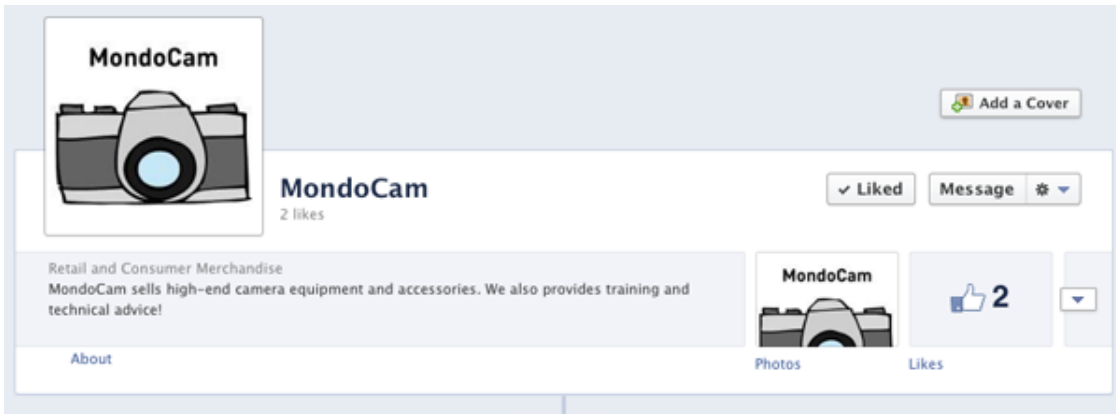 MondoCam
Add a Cover
MondoCam
2 likes
Liked
Message
Retail and Consumer Merchandise
MondoCam sells high-end camera equipment and accessories. We also provides training and
technical advice!
MondoCam
2
About
Photos
Likes